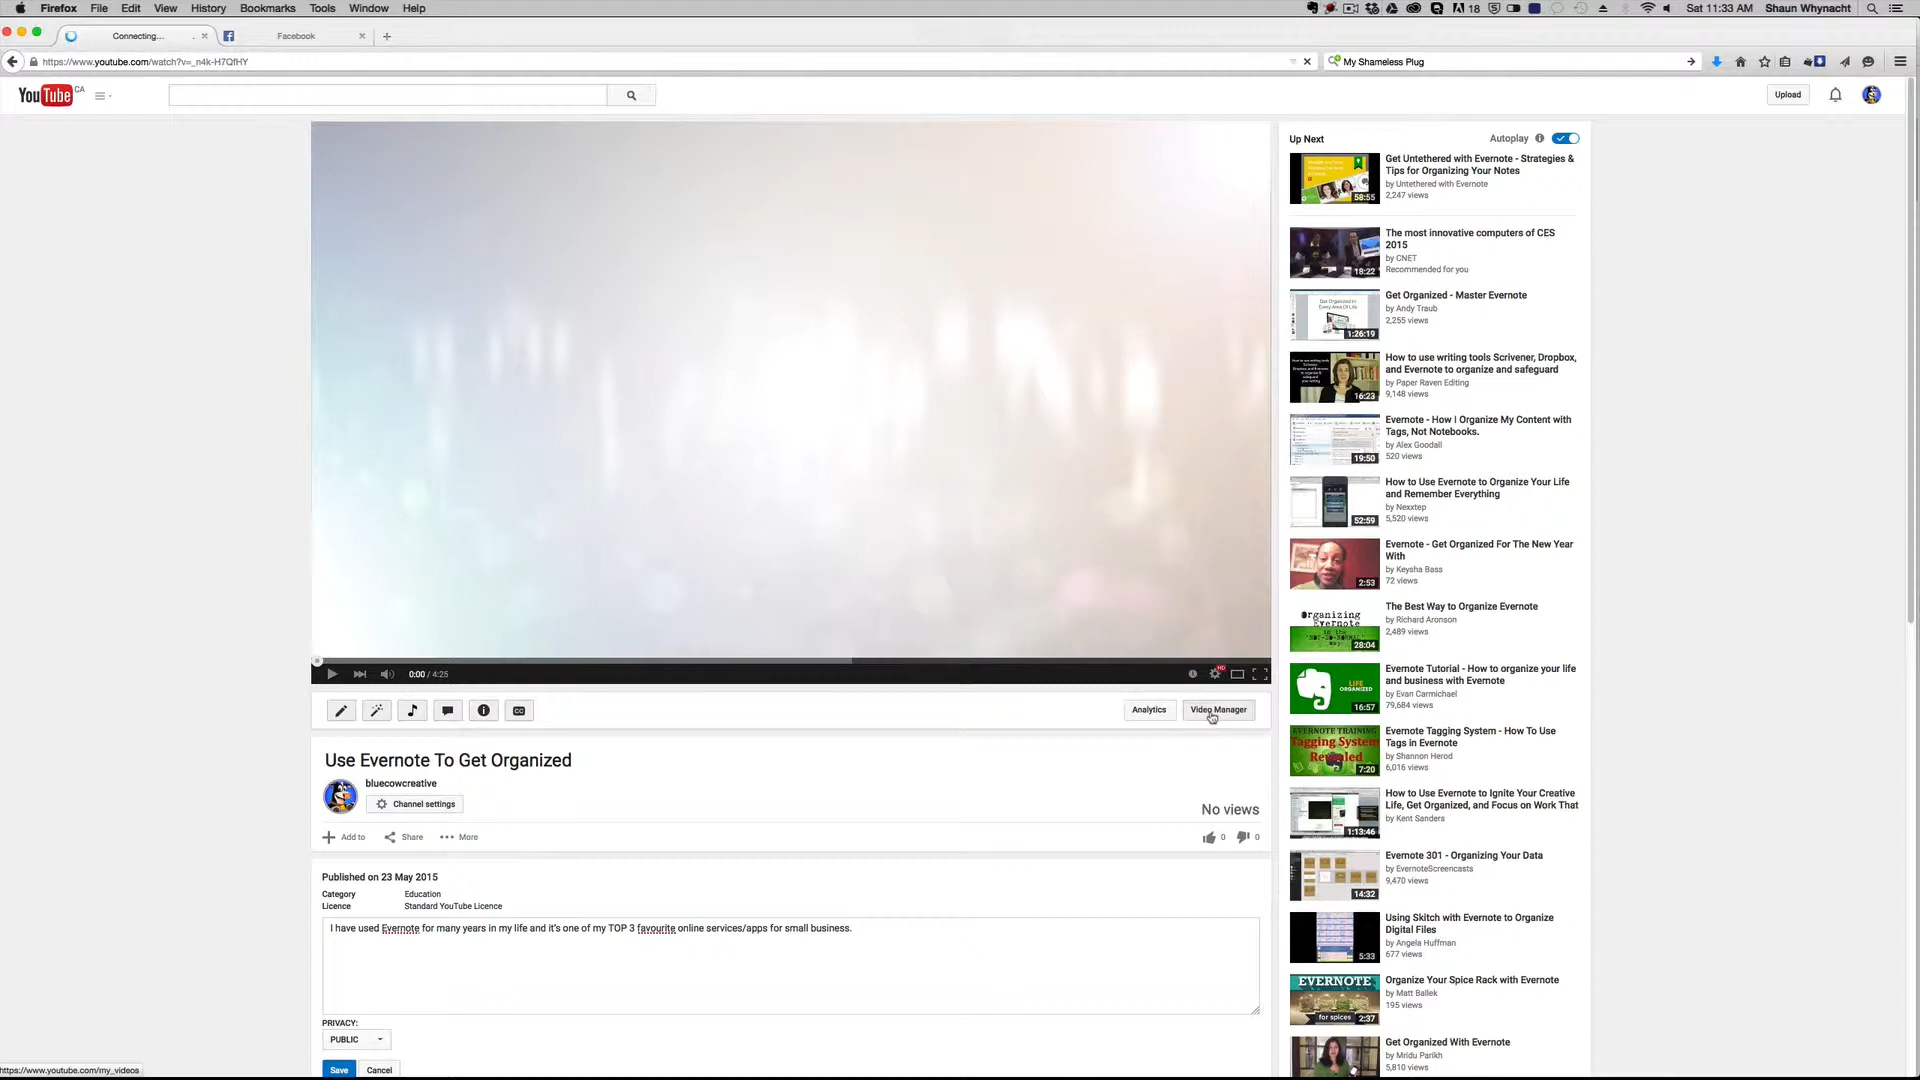 Firefox File Edit View History Bookmarks Tools Window Help
18 5 Sat 11:33 AM Shaun Whynacht
Connecting... Facebook
https://www.youtube.com/watch?v=_n4k-H7QfHY
My Shameless Plug
YouTube CA
Upload
Up Next Autoplay
Get Untethered with Evernote - Strategies &
Tips for Organizing Your Notes
by Untethered with Evernote
2,247 views
58:55
The most innovative computers of CES
2015
by CNET
Recommended for you
18:22
Get Organized - Master Evernote
by Andy Traub
2,255 views
1:26:19
How to use writing tools Scrivener, Dropbox,
and Evernote to organize and safeguard
by Paper Raven Editing
9,148 views
16:23
Evernote - How I Organize My Content with
Tags, Not Notebooks.
by Alex Goodall
520 views
19:50
How to Use Evernote to Organize Your Life
and Remember Everything
by Nexxtep
5,520 views
52:59
Evernote - Get Organized For The New Year
With
by Keysha Bass
72 views
2:53
The Best Way to Organize Evernote
by Richard Aronson
2,489 views
Organizing
Evernote
28:04
Evernote Tutorial - How to organize your life
and business with Evernote
by Evan Carmichael
79,684 views
LIFE
ORGANIZED
16:57
Evernote Tagging System - How To Use
Tags in Evernote
by Shannon Herod
6,016 views
EVERNOTE TRAINING
Tagging System
Revealed
7:20
How to Use Evernote to Ignite Your Creative
Life, Get Organized, and Focus on Work That
by Kent Sanders
1:13:46
Evernote 301 - Organizing Your Data
by EvernoteScreencasts
9,470 views
14:32
Using Skitch with Evernote to Organize
Digital Files
by Angela Huffman
677 views
5:33
Organize Your Spice Rack with Evernote
by Matt Ballek
195 views
EVERNOTE
for spices
2:37
Get Organized With Evernote
by Mridu Parikh
5,810 views
0:00 / 4:25
HD
CC
Analytics Video Manager
Use Evernote To Get Organized
bluecowcreative
Channel settings
No views
Add to Share More
0 0
Published on 23 May 2015
Category Education
Licence Standard YouTube Licence
I have used Evernote for many years in my life and it's one of my TOP 3 favourite online services/apps for small business.
PRIVACY:
PUBLIC
Save Cancel
https://www.youtube.com/my_videos